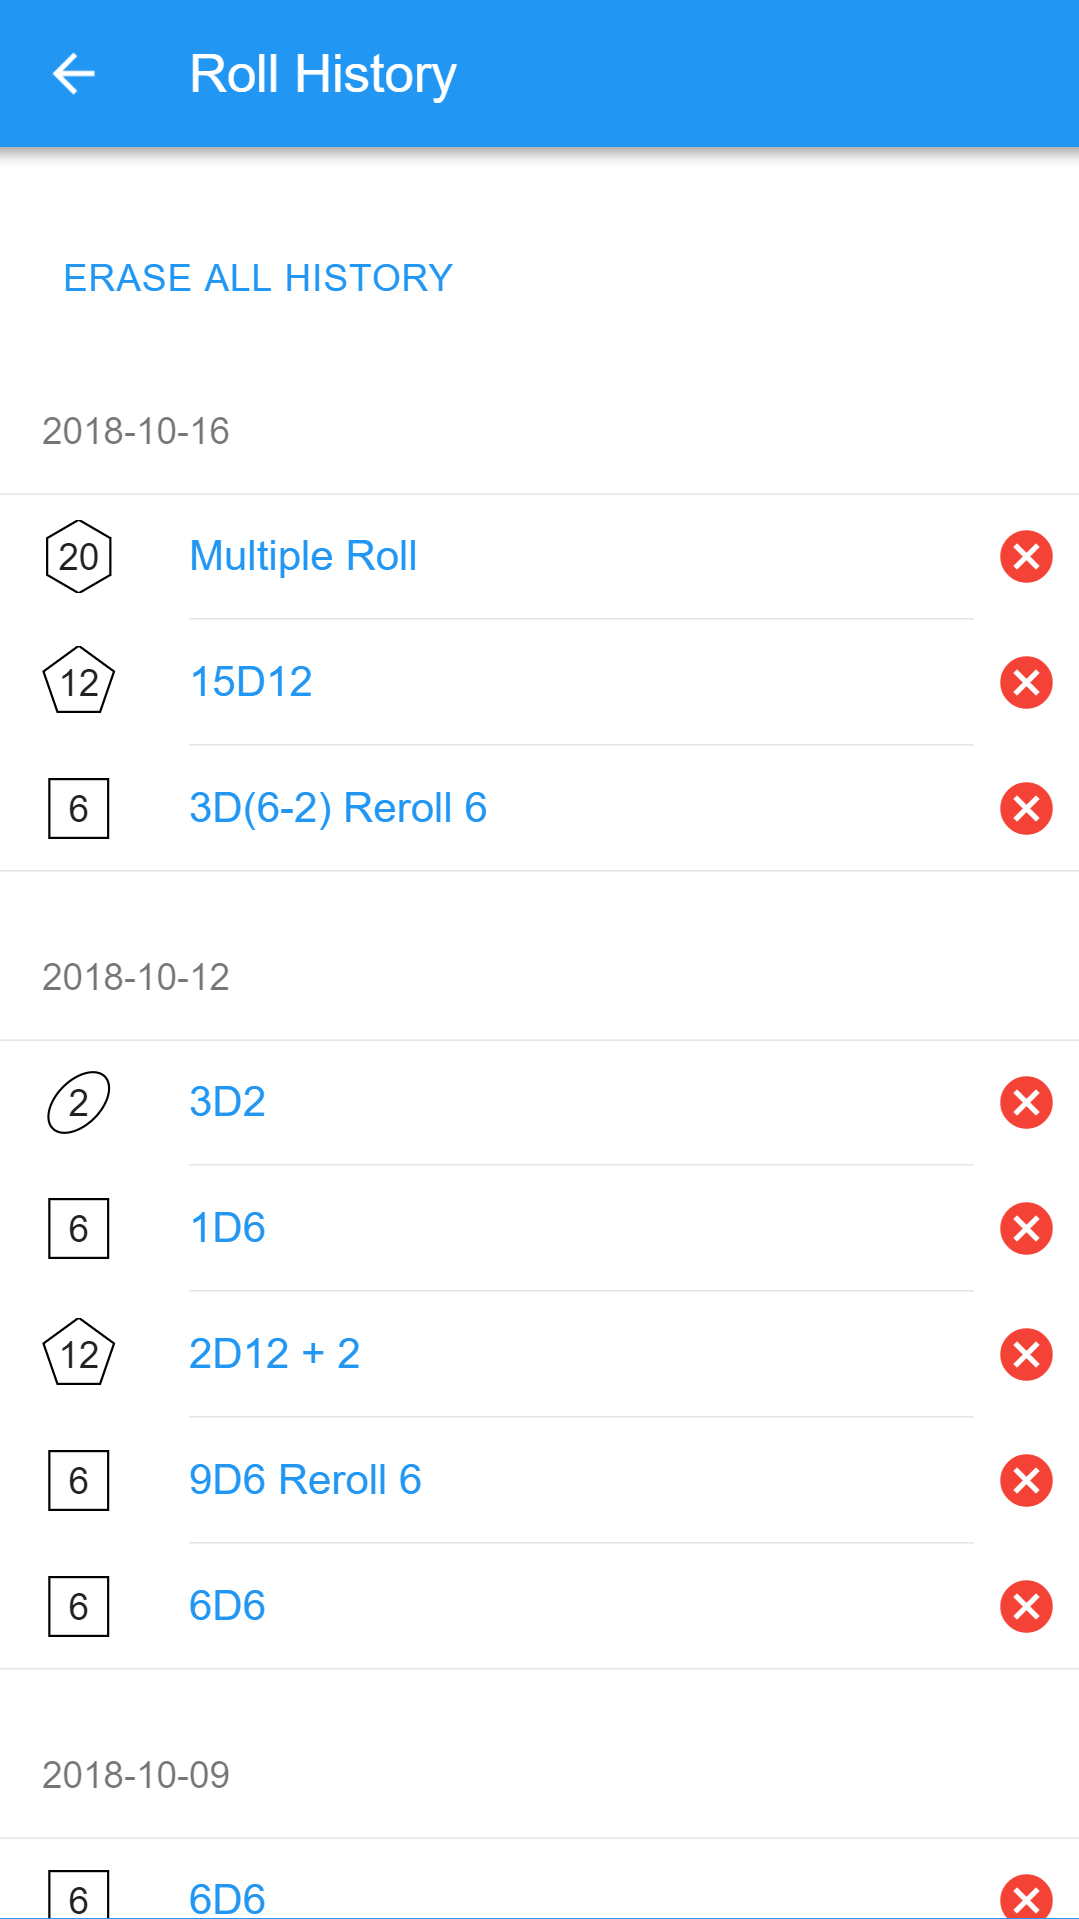 Roll History
ERASE ALL HISTORY
2018-10-16
20 Multiple Roll
12 15D12
6 3D(6-2) Reroll 6
2018-10-12
2 3D2
6 1D6
12 2D12 + 2
6 9D6 Reroll 6
6 6D6
2018-10-09
6 6D6